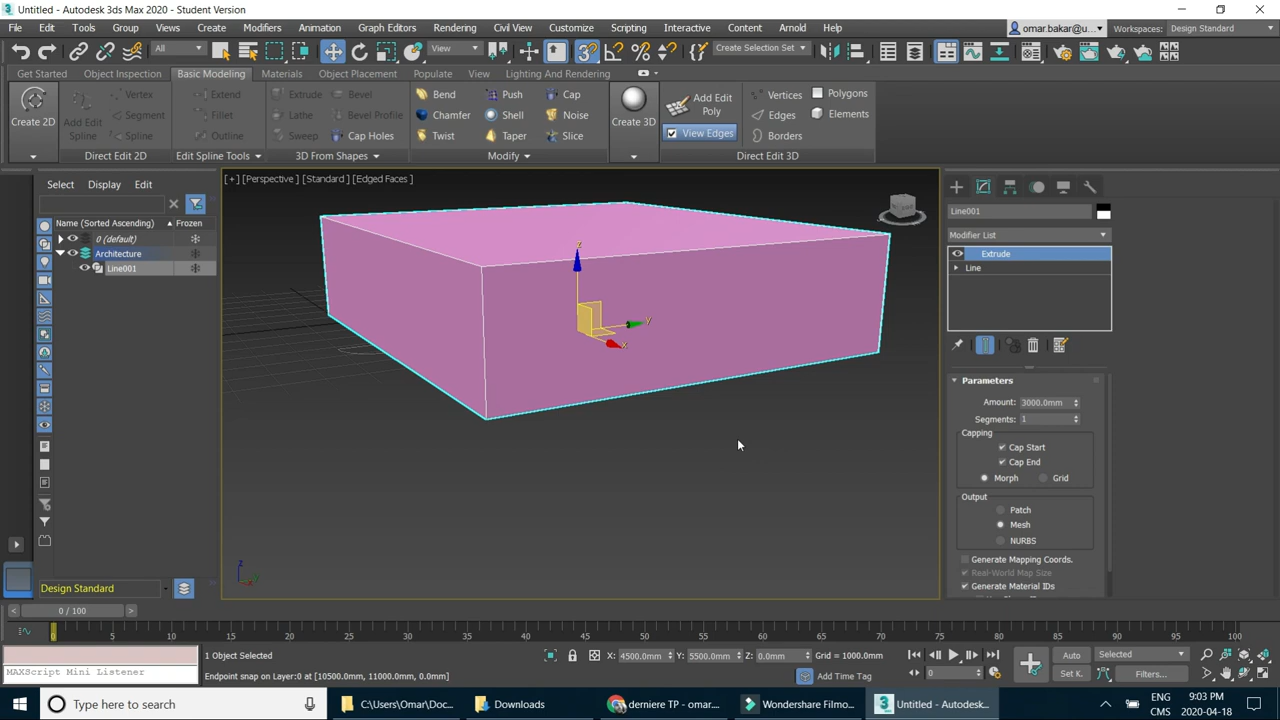 Untitled - Autodesk 3ds Max 2020 - Student Version
File Edit Tools Group Views Create Modifiers Animation Graph Editors Rendering Civil View Customize Scripting Interactive Content Arnold Help omar.bakar@u... Workspaces: Design Standard
All View Create Selection Set
Get Started Object Inspection Basic Modeling Materials Object Placement Populate View Lighting And Rendering
Create 2D
Add Edit Spline
Vertex
Segment
Spline
Direct Edit 2D
Extend
Fillet
Outline
Edit Spline Tools
Extrude Bevel
Lathe Bevel Profile
Sweep Cap Holes
3D From Shapes
Bend Push Cap
Chamfer Shell Noise
Twist Taper Slice
Modify
Create 3D
Add Edit Poly
View Edges
Vertices Polygons
Edges Elements
Borders
Direct Edit 3D
Select Display Edit
Name (Sorted Ascending) Frozen
0 (default)
Architecture
Line001
Design Standard
[+] [Perspective] [Standard] [Edged Faces]
z
y
x
Line001
Modifier List
Extrude
Line
Parameters
Amount: 3000.0mm
Segments: 1
Capping
Cap Start
Cap End
Morph Grid
Output
Patch
Mesh
NURBS
Generate Mapping Coords.
Real-World Map Size
Generate Material IDs
0 / 100
0 5 10 15 20 25 30 35 40 45 50 55 60 65 70 75 80 85 90 95 100
MAXScript Mini Listener
1 Object Selected
Endpoint snap on Layer:0 at [10500.0mm, 11000.0mm, 0.0mm]
X: 4500.0mm Y: 5500.0mm Z: 0.0mm Grid = 1000.0mm
Add Time Tag
0
Auto Selected
Set K. Filters...
Type here to search
C:\Users\Omar\Doc...
Downloads
derniere TP - omar....
Wondershare Filmo...
Untitled - Autodesk...
ENG
CMS
9:03 PM
2020-04-18